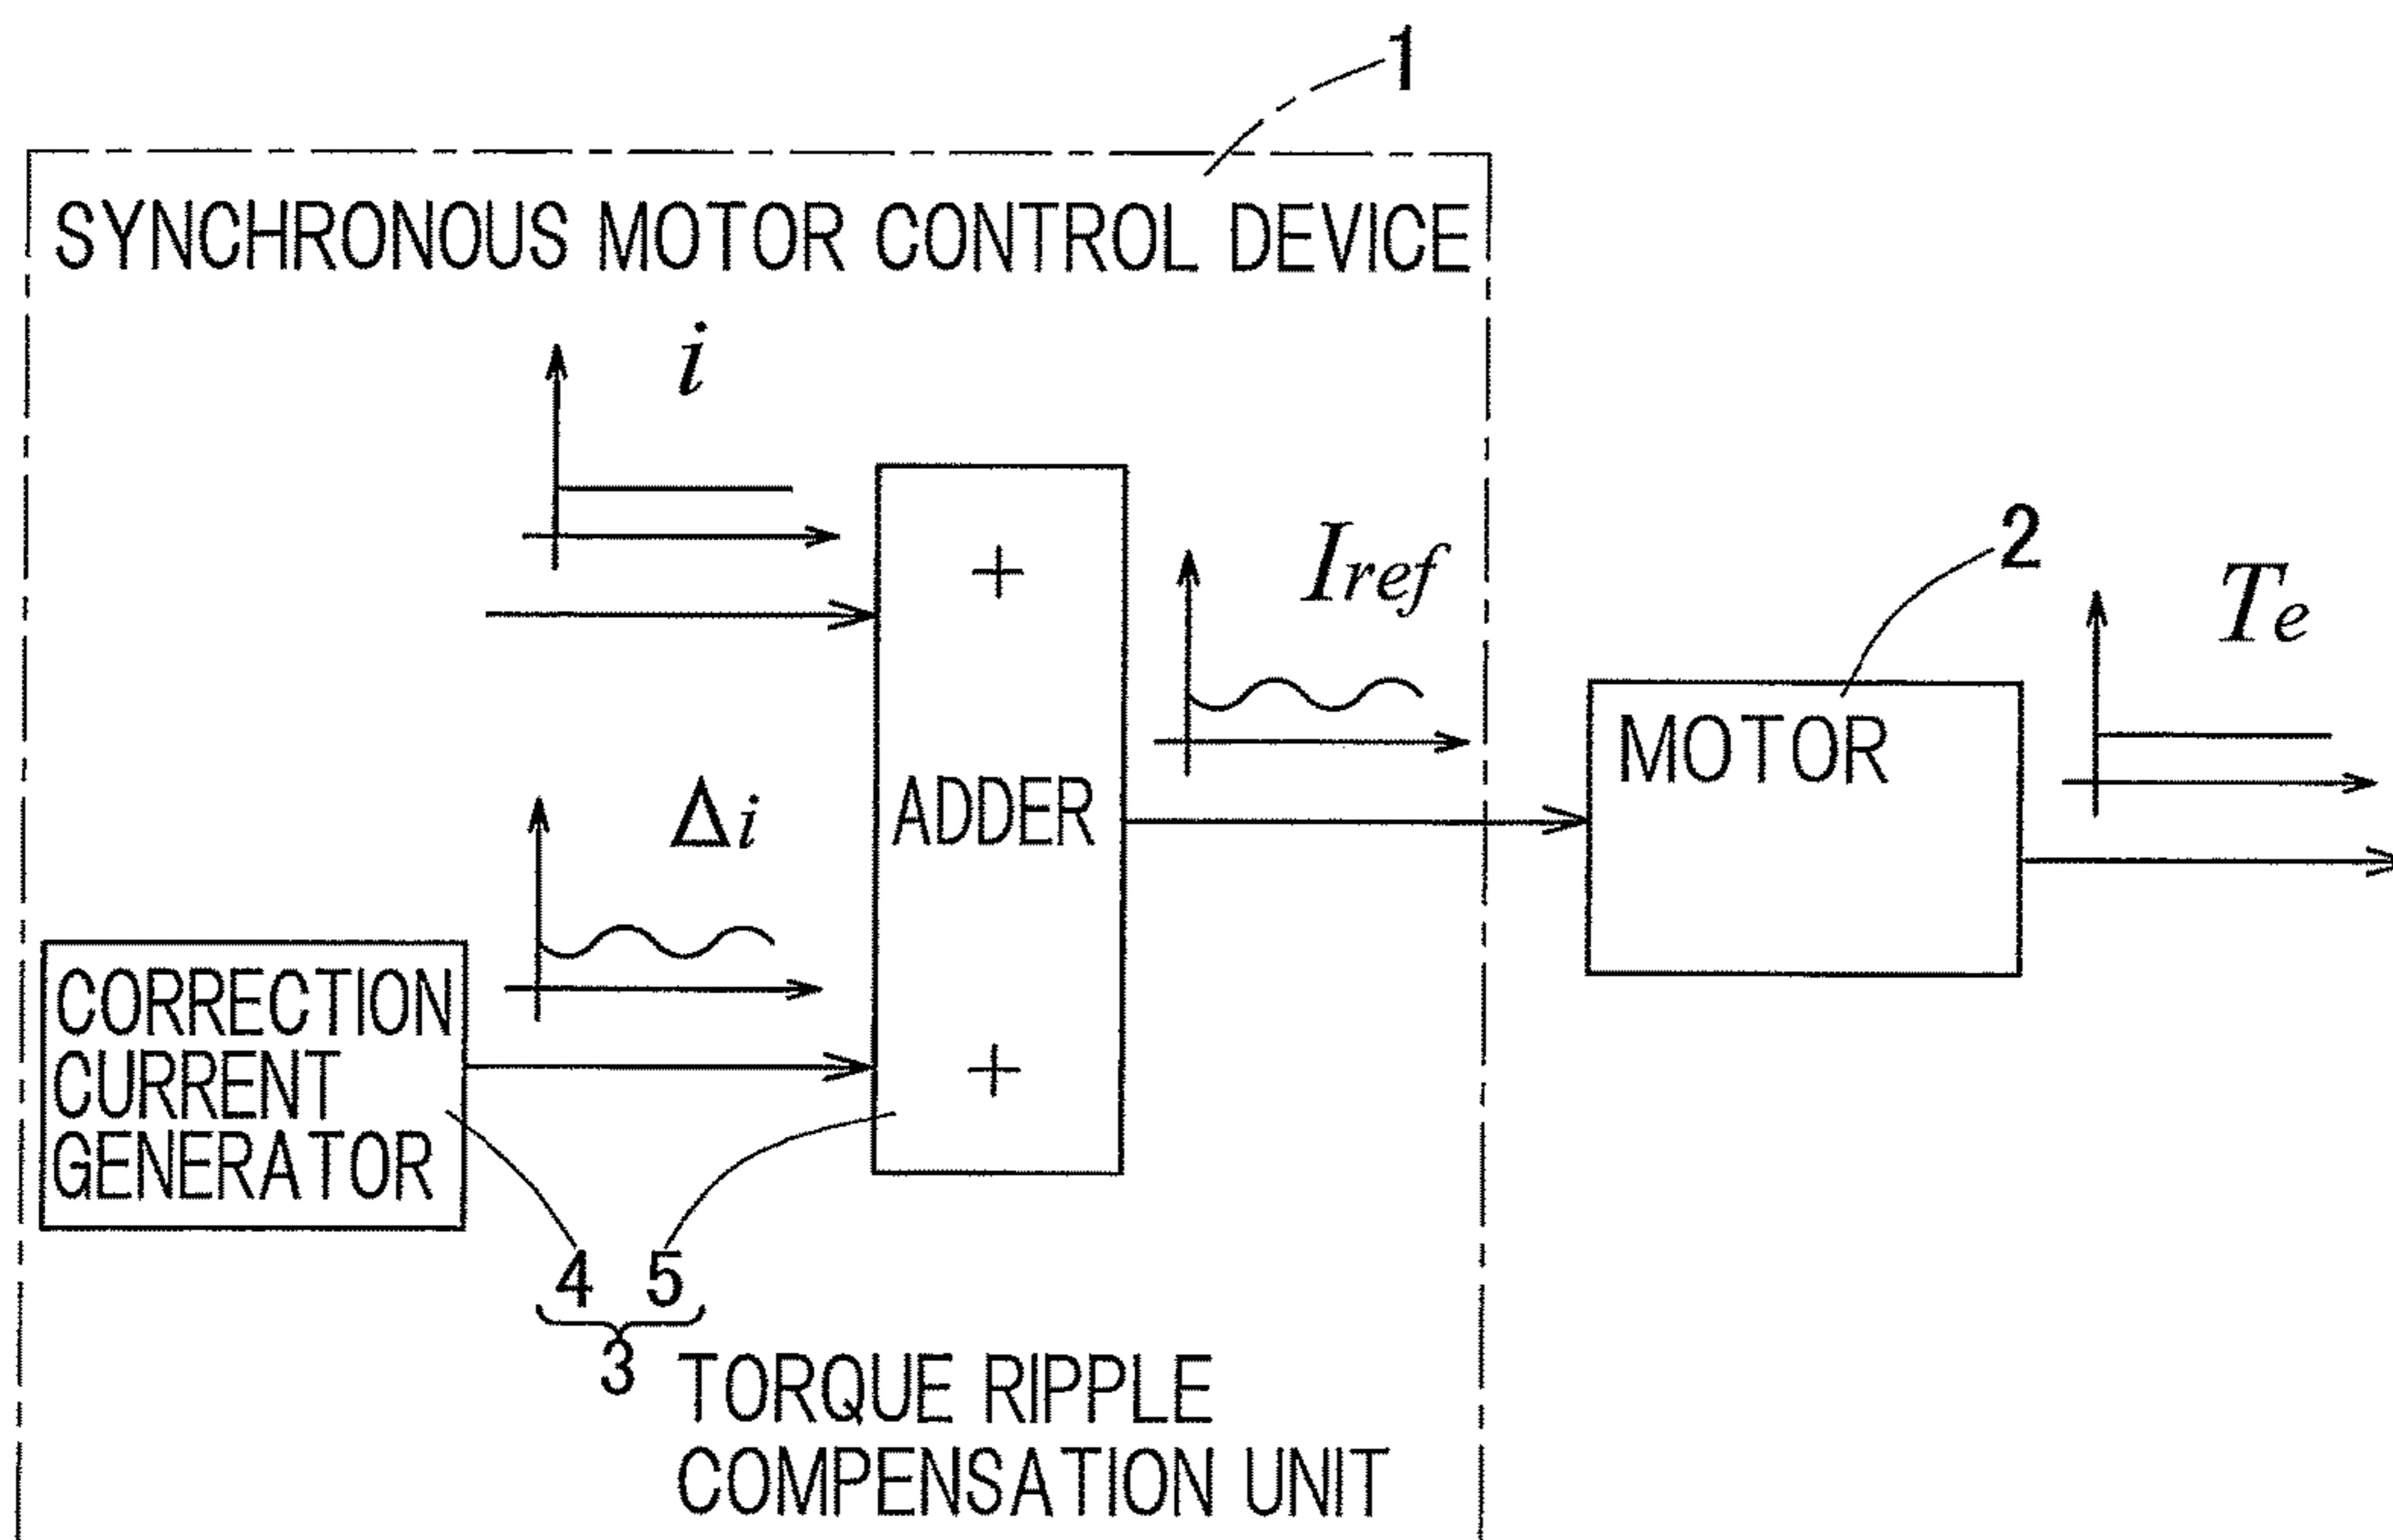 1
SYNCHRONOUS MOTOR CONTROL DEVICE
i
+
Iref
2
Te
MOTOR
Δi
ADDER
CORRECTION
CURRENT
GENERATOR
+
4 5
3
TORQUE RIPPLE
COMPENSATION UNIT